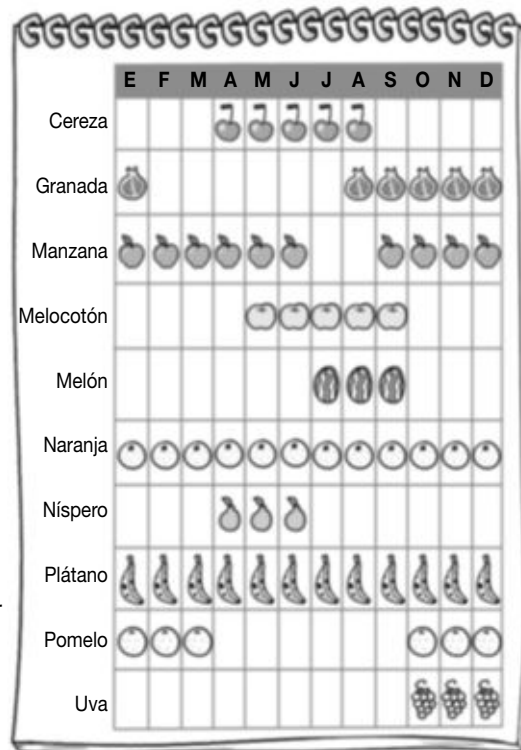 E F M A M J J A S O N D
Cereza
Granada
Manzana
Melocotón
Melón
Naranja
Níspero
Plátano
Pomelo
Uva